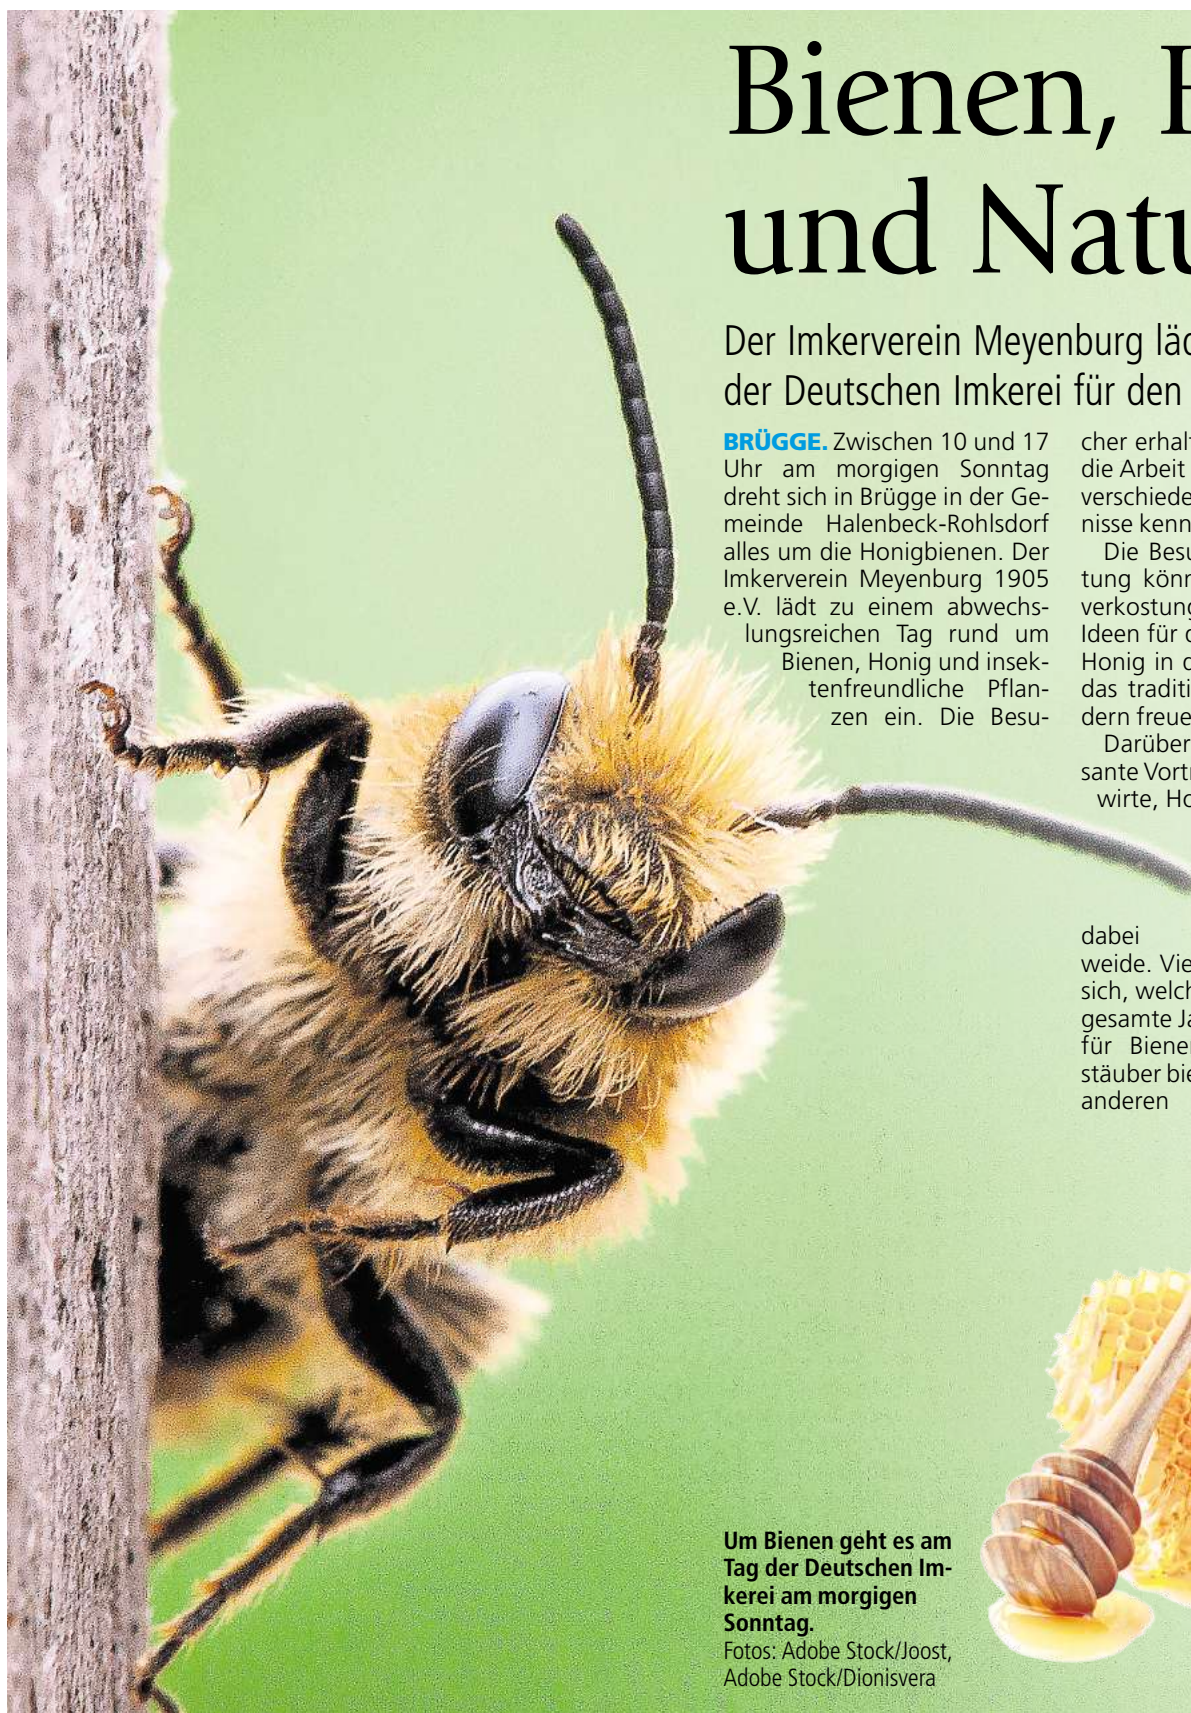 Bienen,
und Natu
Der Imkerverein Meyenburg läd
der Deutschen Imkerei für den
BRÜGGE. Zwischen 10 und 17
Uhr am morgigen Sonntag
dreht sich in Brügge in der Ge-
meinde Halenbeck-Rohlsdorf
alles um die Honigbienen. Der
Imkerverein Meyenburg 1905
e.V. lädt zu einem abwechs-
lungsreichen Tag rund um
Bienen, Honig und insek-
tenfreundliche Pflan-
zen ein. Die Besu-
cher erhalt
die Arbeit
verschiede
nisse kenn
Die Besu
tung könn
verkostung
Ideen für d
Honig in d
das traditi
dern freue
Darüber
sante Vortr
wirte, Ho
dabei
weide. Vie
sich, welch
gesamte Ja
für Bienen
stäuber bie
anderen
Um Bienen geht es am
Tag der Deutschen Im-
kerei am morgigen
Sonntag.
Fotos: Adobe Stock/Joost,
Adobe Stock/Dionisvera